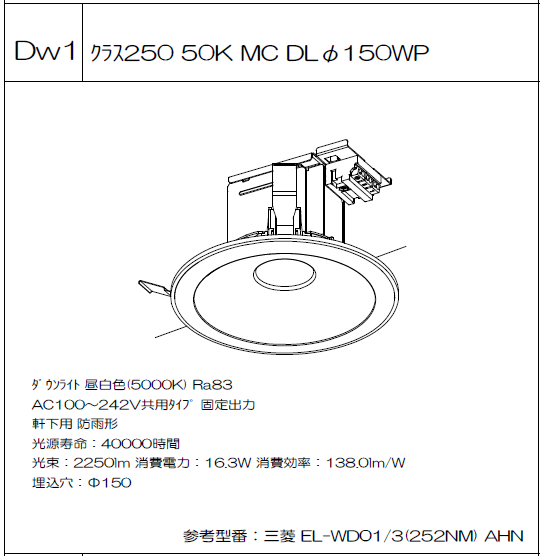 Dw1
ｸﾗｽ250 50K MC DLφ150WP
ﾀﾞｳﾝﾗｲﾄ 昼白色(5000K) Ra83
AC100～242V共用ﾀｲﾌﾟ 固定出力
軒下用 防雨形
光源寿命：40000時間
光束：2250lm 消費電力：16.3W 消費効率：138.0lm/W
埋込穴：Φ150
参考型番：三菱 EL-WD01/3(252NM) AHN